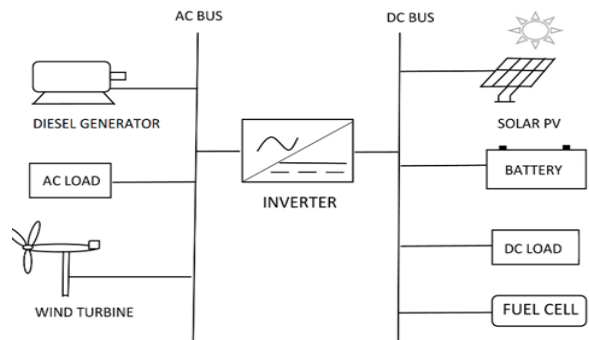 AC BUS
DC BUS
DIESEL GENERATOR
SOLAR PV
AC LOAD
BATTERY
INVERTER
DC LOAD
WIND TURBINE
FUEL CELL